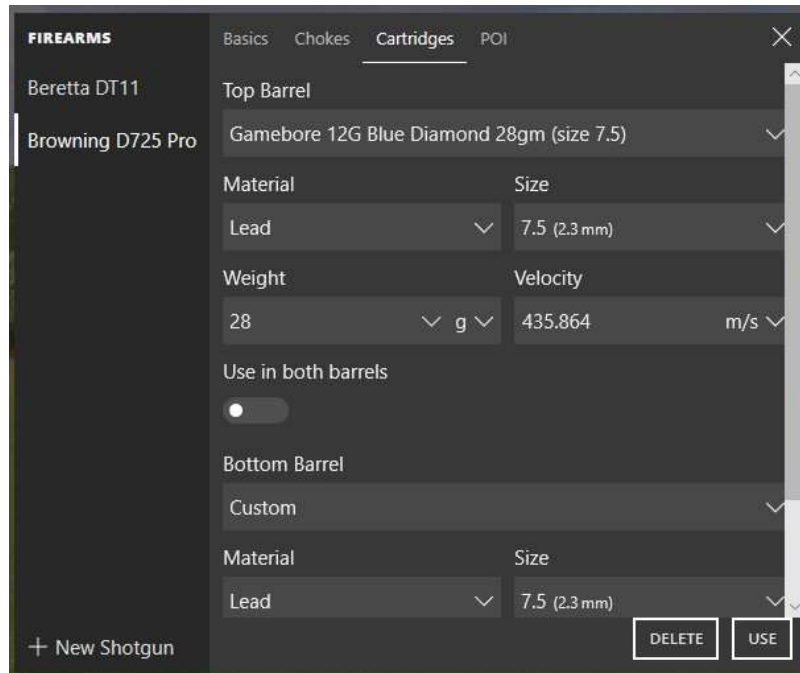 FIREARMS
Basics Chokes Cartridges POI
Beretta DT11
Browning D725 Pro
Top Barrel
Gamebore 12G Blue Diamond 28gm (size 7.5)
Material Size
Lead 7.5 (2.3 mm)
Weight Velocity
28 g 435.864 m/s
Use in both barrels
Bottom Barrel
Custom
Material Size
Lead 7.5 (2.3 mm)
+ New Shotgun
DELETE USE